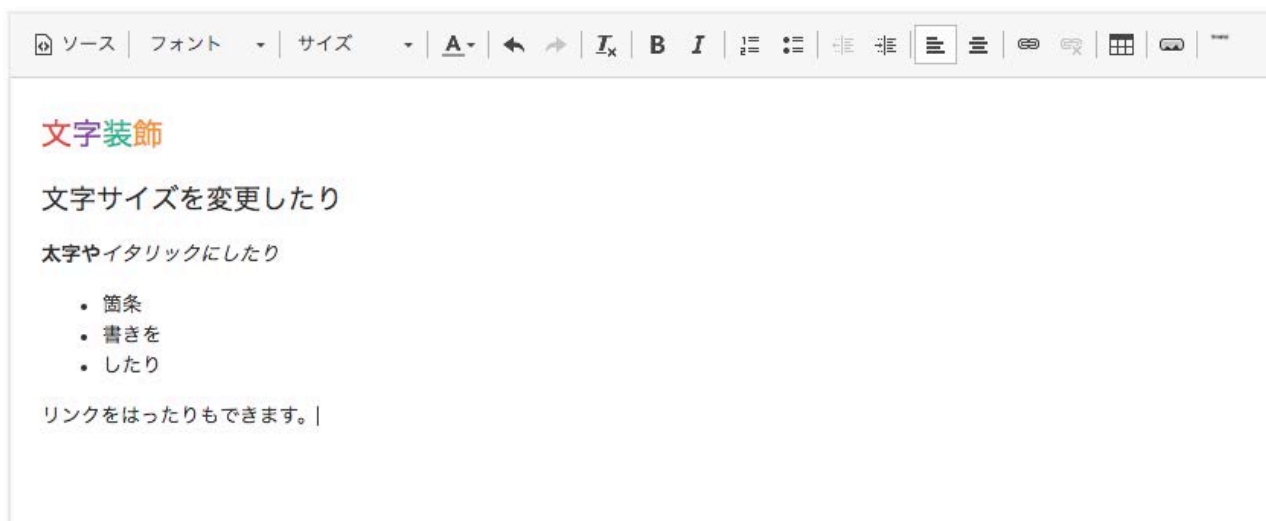 ソース フォント サイズ A Tx B I
文字装飾
文字サイズを変更したり
太字やイタリックにしたり
• 箇条
• 書きを
• したり
リンクをはったりもできます。